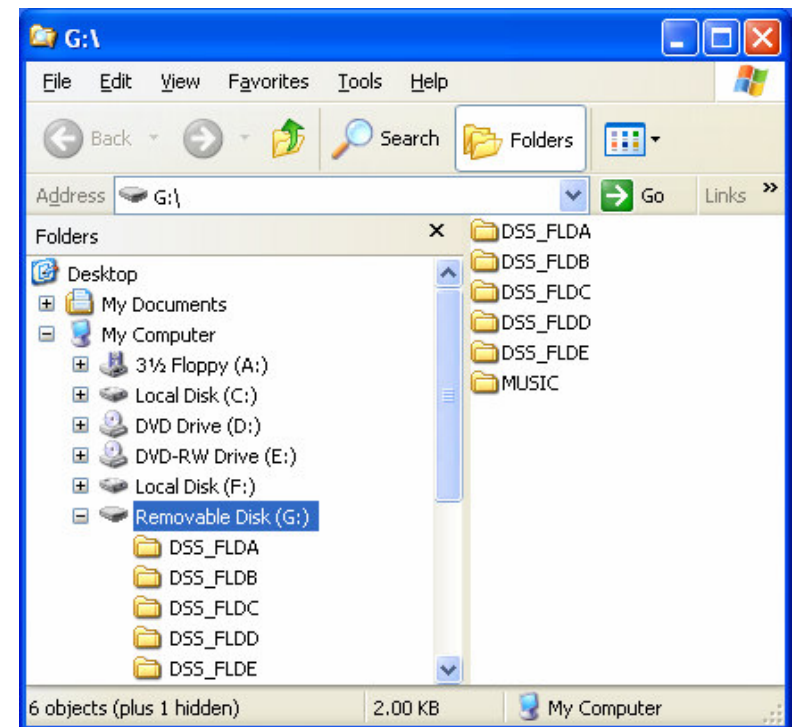 G:\
File Edit View Favorites Tools Help
Back Search Folders
Address G:\ Go Links »
Folders x
Desktop
My Documents
My Computer
3½ Floppy (A:)
Local Disk (C:)
DVD Drive (D:)
DVD-RW Drive (E:)
Local Disk (F:)
Removable Disk (G:)
DSS_FLDA
DSS_FLDB
DSS_FLDC
DSS_FLDD
DSS_FLDE
DSS_FLDA
DSS_FLDB
DSS_FLDC
DSS_FLDD
DSS_FLDE
MUSIC
6 objects (plus 1 hidden) 2.00 KB My Computer